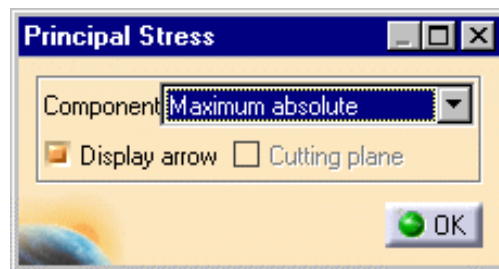 Principal Stress
Component Maximum absolute
Display arrow Cutting plane
OK